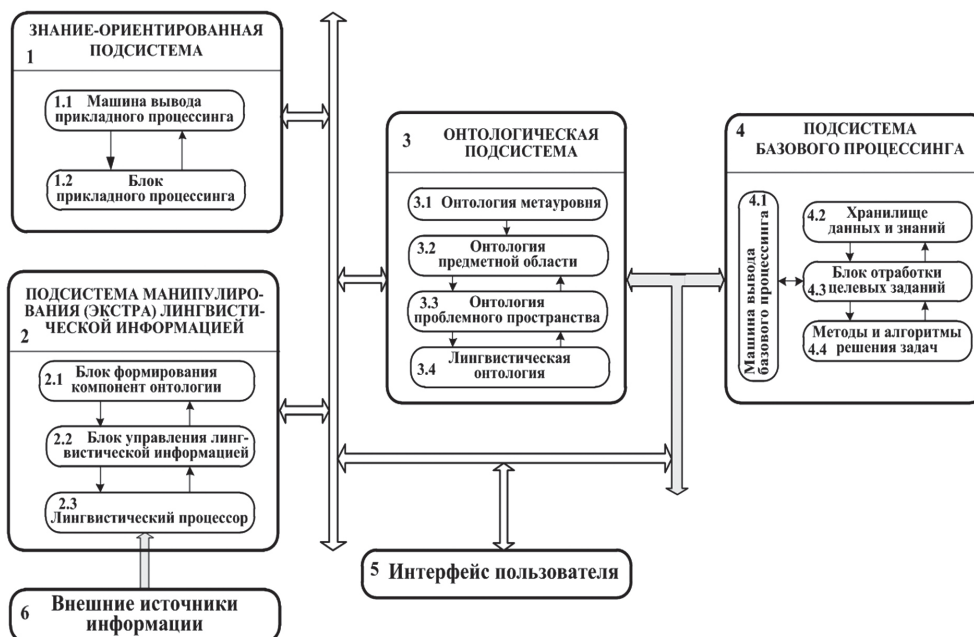 ЗНАНИЕ-ОРИЕНТИРОВАННАЯ
ПОДСИСТЕМА
1
1.1 Машина вывода
прикладного процессинга
1.2 Блок
прикладного процессинга
ПОДСИСТЕМА МАНИПУЛИРО-
ВАНИЯ (ЭКСТРА) ЛИНГВИСТИ-
ЧЕСКОЙ ИНФОРМАЦИЕЙ
2
2.1 Блок формирования
компонент онтологии
2.2 Блок управления линг-
вистической информацией
2.3
Лингвистический процессор
6 Внешние источники
информации
3 ОНТОЛОГИЧЕСКАЯ
ПОДСИСТЕМА
3.1 Онтология метауровня
3.2 Онтология
предметной области
3.3 Онтология
проблемного пространства
3.4 Лингвистическая
онтология
5 Интерфейс пользователя
4 ПОДСИСТЕМА
БАЗОВОГО ПРОЦЕССИНГА
4.1
Машина вывода
базового процессинга
4.2 Хранилище
данных и знаний
Блок отработки
4.3 целевых заданий
Методы и алгоритмы
4.4 решения задач